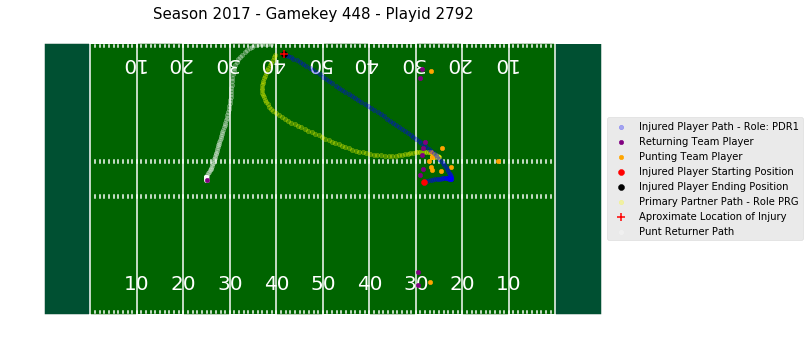 Season 2017 - Gamekey 448 - Playid 2792
10 20 30 40 50 40 30 20 10
10 20 30 40 50 40 30 20 10
Injured Player Path - Role: PDR1
Returning Team Player
Punting Team Player
Injured Player Starting Position
Injured Player Ending Position
Primary Partner Path - Role PRG
Aproximate Location of Injury
Punt Returner Path